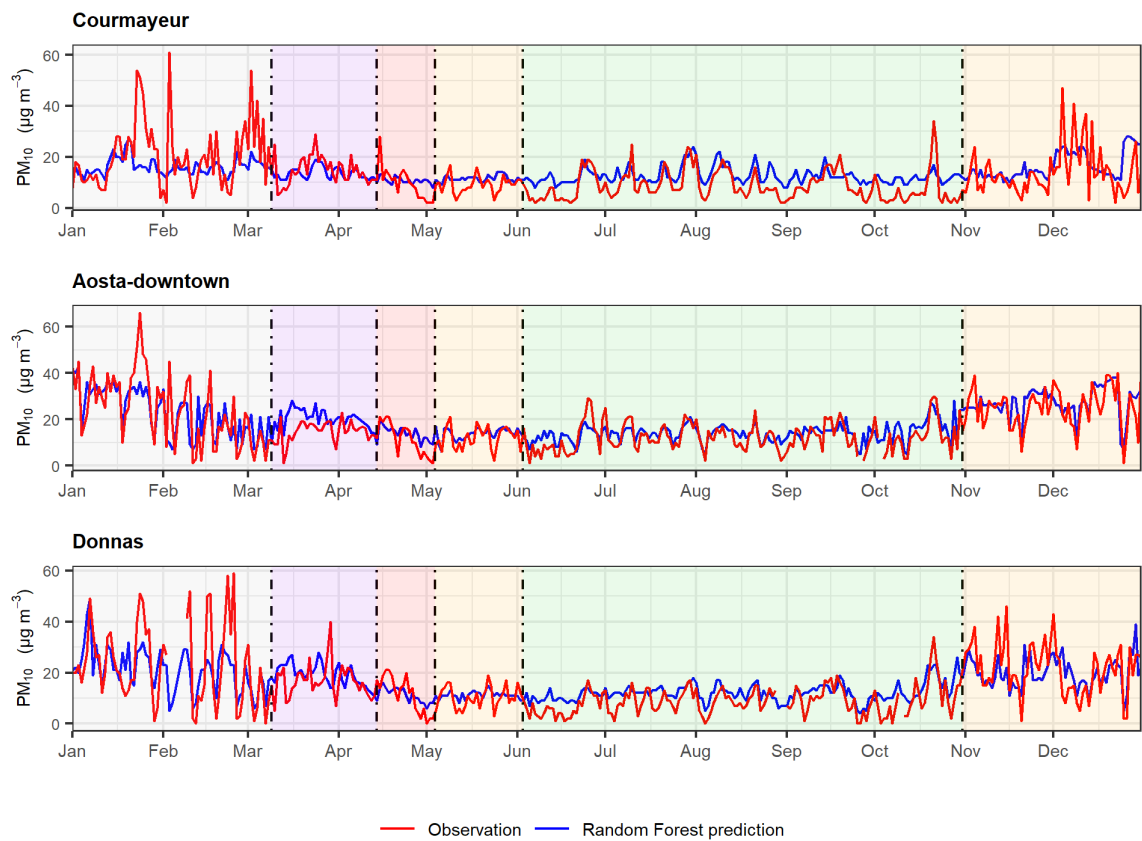 Courmayeur
PM₁₀ (µg m⁻³)
60
40
20
0
Jan Feb Mar Apr May Jun Jul Aug Sep Oct Nov Dec
Aosta-downtown
PM₁₀ (µg m⁻³)
60
40
20
0
Jan Feb Mar Apr May Jun Jul Aug Sep Oct Nov Dec
Donnas
PM₁₀ (µg m⁻³)
60
40
20
0
Jan Feb Mar Apr May Jun Jul Aug Sep Oct Nov Dec
Observation Random Forest prediction